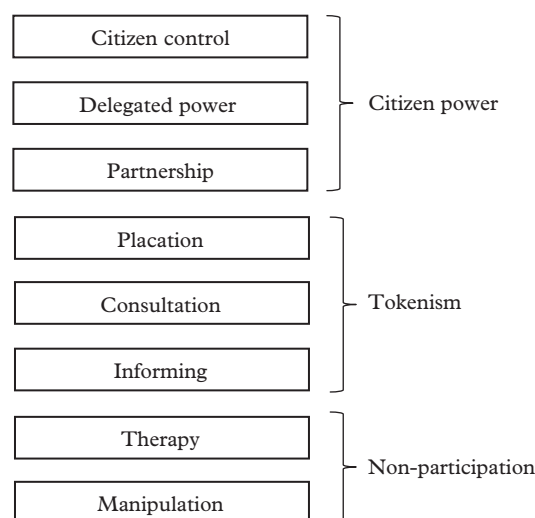 Citizen control
Delegated power
Citizen power
Partnership
Placation
Consultation
Tokenism
Informing
Therapy
Non-participation
Manipulation